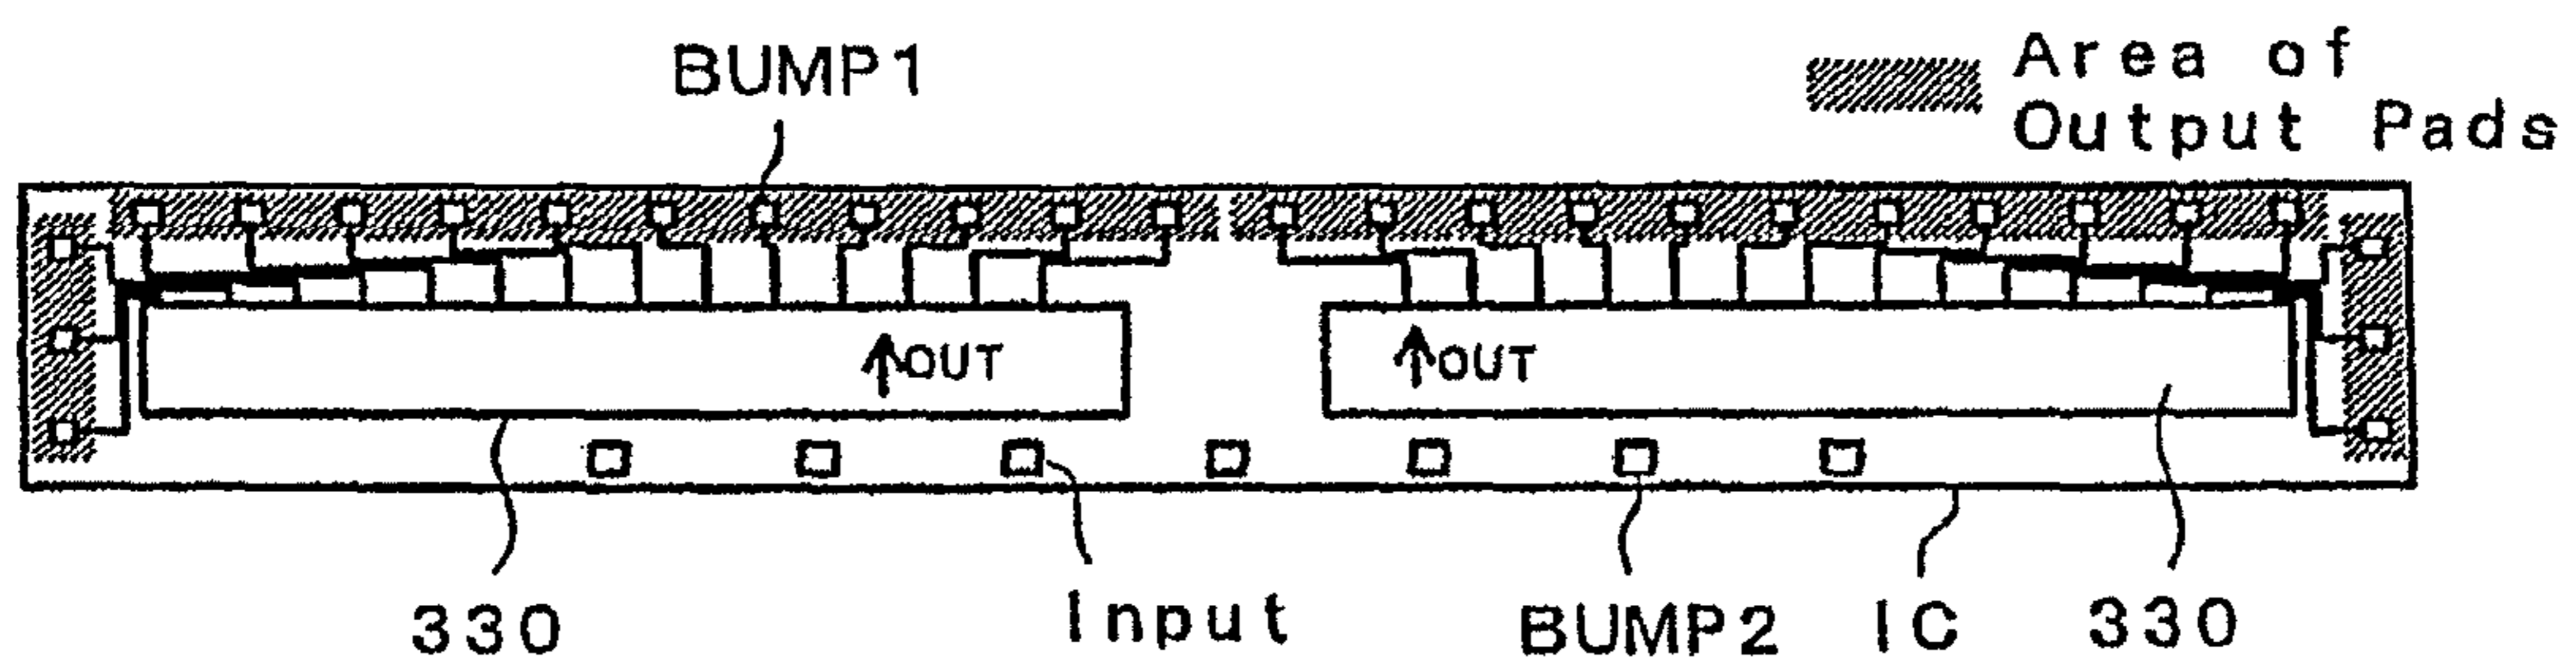 BUMP1
Area of
Output Pads
↑OUT
↑OUT
330
Input
BUMP2
IC
330